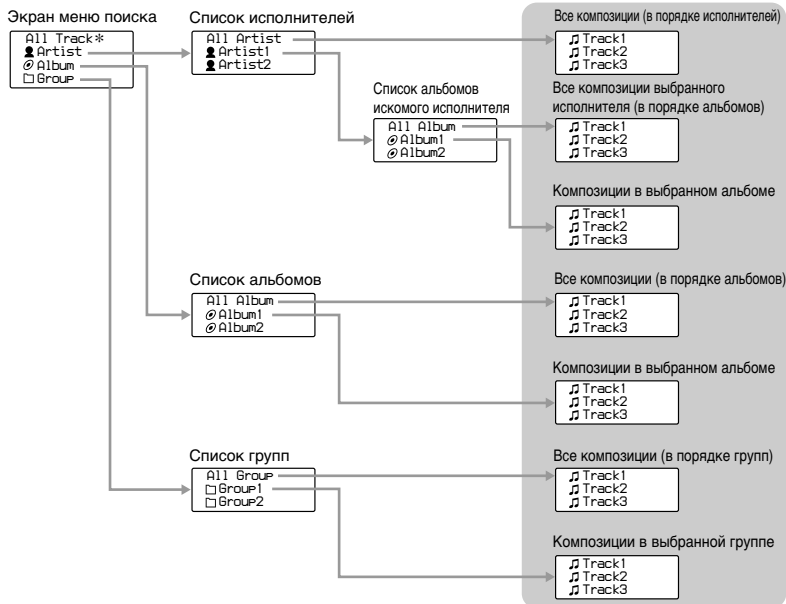 Экран меню поиска
All Track*
Artist
Album
Group
Список исполнителей
All Artist
Artist1
Artist2
Все композиции (в порядке исполнителей)
Track1
Track2
Track3
Список альбомов
искомого исполнителя
All Album
Album1
Album2
Все композиции выбранного
исполнителя (в порядке альбомов)
Track1
Track2
Track3
Композиции в выбранном альбоме
Track1
Track2
Track3
Список альбомов
All Album
Album1
Album2
Все композиции (в порядке альбомов)
Track1
Track2
Track3
Композиции в выбранном альбоме
Track1
Track2
Track3
Список групп
All Group
Group1
Group2
Все композиции (в порядке групп)
Track1
Track2
Track3
Композиции в выбранной группе
Track1
Track2
Track3